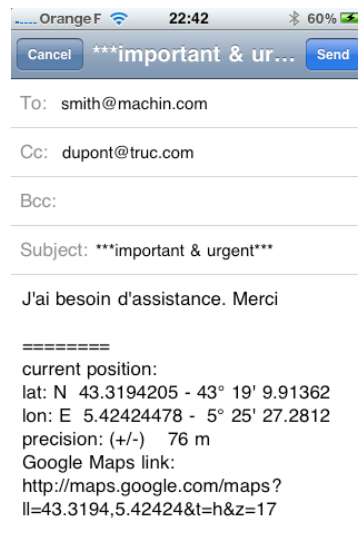 Orange F 22:42 60%
Cancel ***important & ur... Send
To: smith@machin.com
Cc: dupont@truc.com
Bcc:
Subject: ***important & urgent***
J'ai besoin d'assistance. Merci
========
current position:
lat: N 43.3194205 - 43° 19' 9.91362
lon: E 5.42424478 - 5° 25' 27.2812
precision: (+/-) 76 m
Google Maps link:
http://maps.google.com/maps?
ll=43.3194,5.42424&t=h&z=17